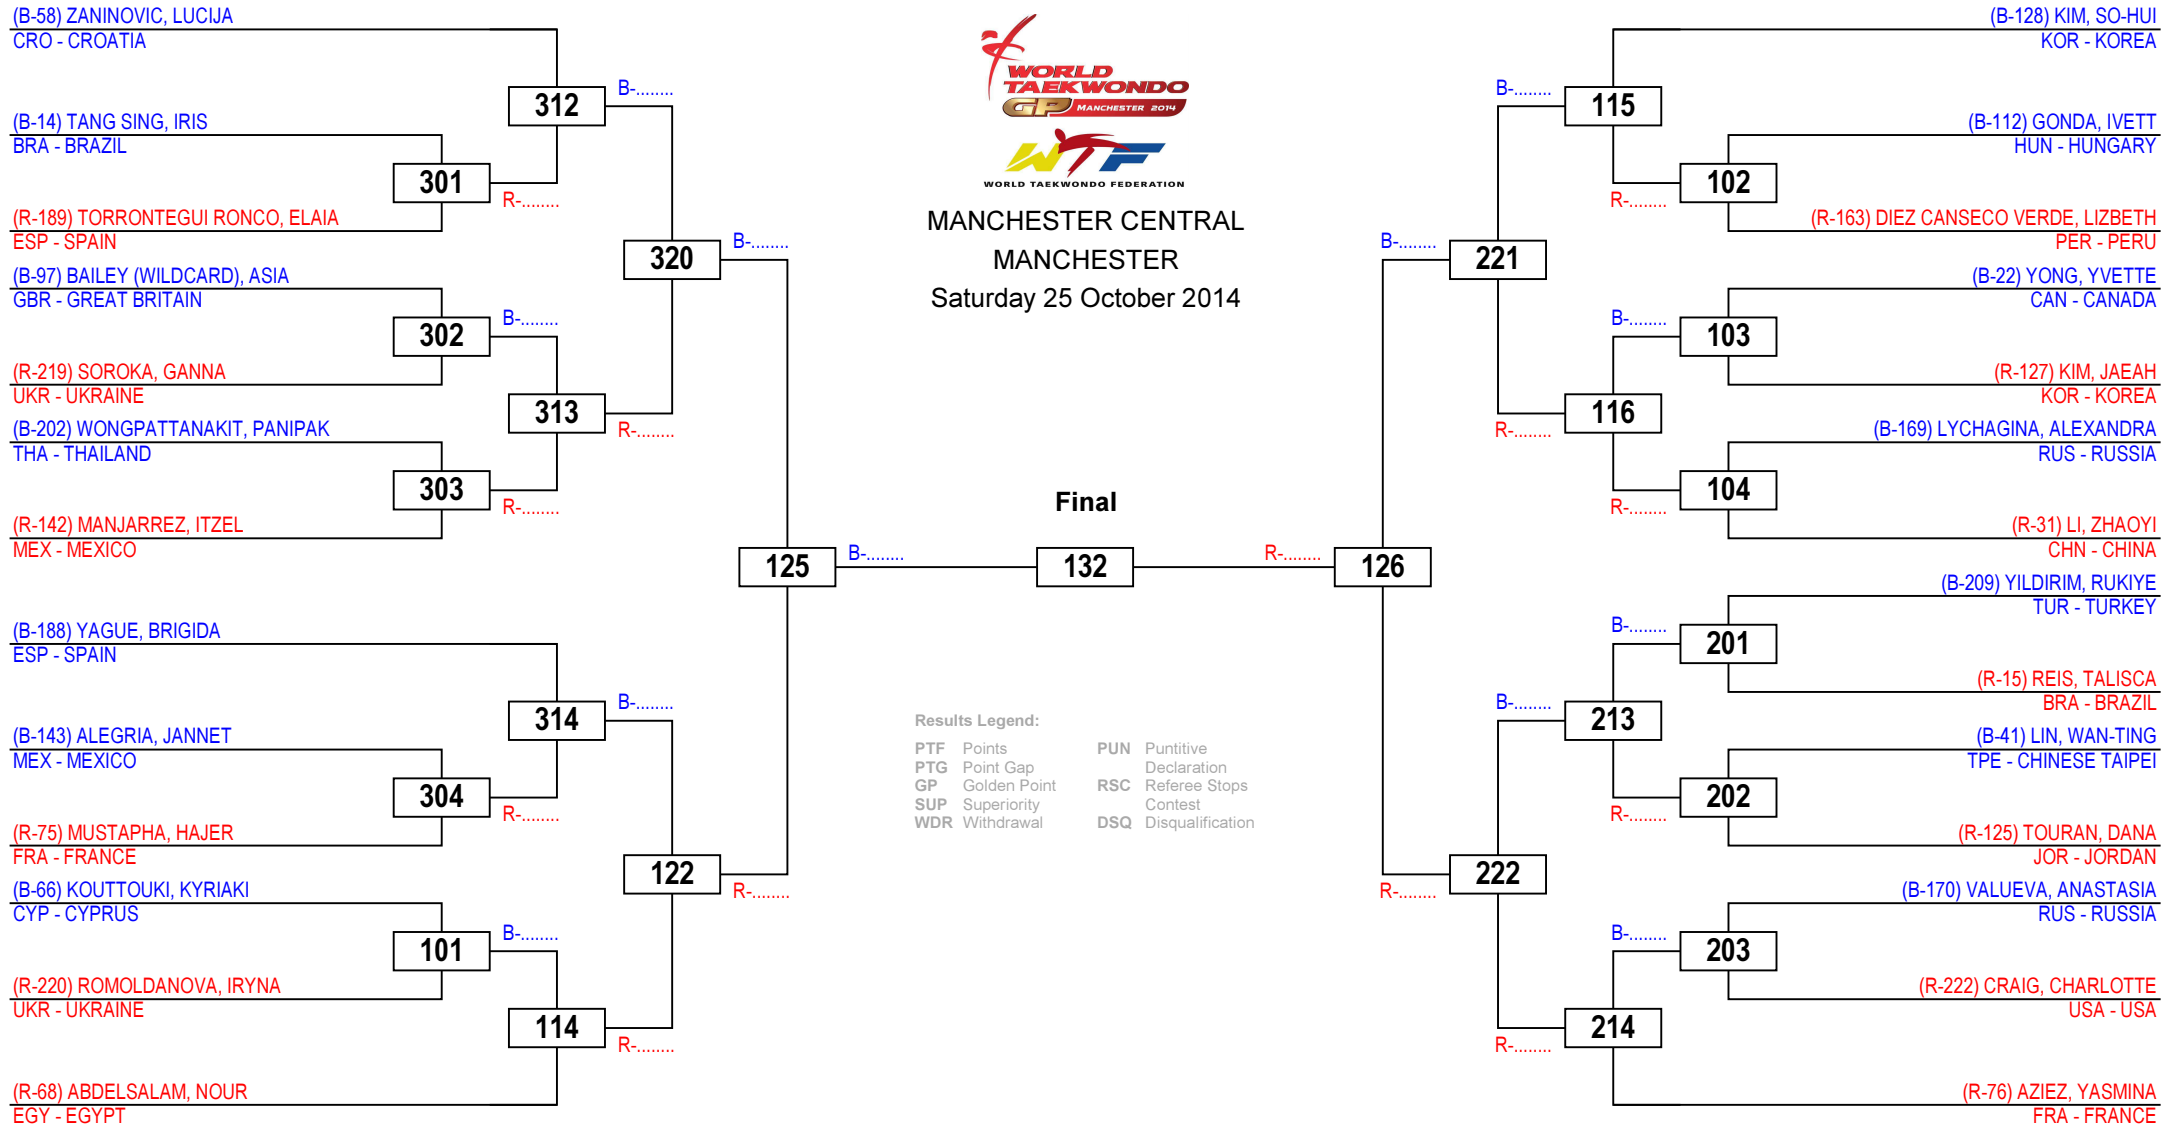 (B-58) ZANINOVIC, LUCIJA
CRO - CROATIA
312
B-........
(B-14) TANG SING, IRIS
BRA - BRAZIL
301
R-........
(R-189) TORRONTEGUI RONCO, ELAIA
ESP - SPAIN
320
B-........
(B-97) BAILEY (WILDCARD), ASIA
GBR - GREAT BRITAIN
302
B-........
(R-219) SOROKA, GANNA
UKR - UKRAINE
313
R-........
(B-202) WONGPATTANAKIT, PANIPAK
THA - THAILAND
303
R-........
(R-142) MANJARREZ, ITZEL
MEX - MEXICO
125
B-........
(B-188) YAGUE, BRIGIDA
ESP - SPAIN
314
B-........
(B-143) ALEGRIA, JANNET
MEX - MEXICO
304
R-........
(R-75) MUSTAPHA, HAJER
FRA - FRANCE
122
R-........
(B-66) KOUTTOUKI, KYRIAKI
CYP - CYPRUS
101
B-........
(R-220) ROMOLDANOVA, IRYNA
UKR - UKRAINE
114
R-........
(R-68) ABDELSALAM, NOUR
EGY - EGYPT
WORLD
TAEKWONDO
GP MANCHESTER 2014
WTF
WORLD TAEKWONDO FEDERATION
MANCHESTER CENTRAL
MANCHESTER
Saturday 25 October 2014
Final
132
Results Legend:
PTF Points
PTG Point Gap
GP Golden Point
SUP Superiority
WDR Withdrawal
PUN Puntitive
Declaration
RSC Referee Stops
Contest
DSQ Disqualification
(B-128) KIM, SO-HUI
KOR - KOREA
B-........
115
(B-112) GONDA, IVETT
HUN - HUNGARY
102
R-........
(R-163) DIEZ CANSECO VERDE, LIZBETH
PER - PERU
B-........
221
(B-22) YONG, YVETTE
CAN - CANADA
B-........
103
(R-127) KIM, JAEAH
KOR - KOREA
116
R-........
(B-169) LYCHAGINA, ALEXANDRA
RUS - RUSSIA
104
R-........
(R-31) LI, ZHAOYI
CHN - CHINA
R-........
126
(B-209) YILDIRIM, RUKIYE
TUR - TURKEY
B-........
201
(R-15) REIS, TALISCA
BRA - BRAZIL
B-........
213
(B-41) LIN, WAN-TING
TPE - CHINESE TAIPEI
202
R-........
(R-125) TOURAN, DANA
JOR - JORDAN
222
R-........
(B-170) VALUEVA, ANASTASIA
RUS - RUSSIA
B-........
203
(R-222) CRAIG, CHARLOTTE
USA - USA
214
R-........
(R-76) AZIEZ, YASMINA
FRA - FRANCE